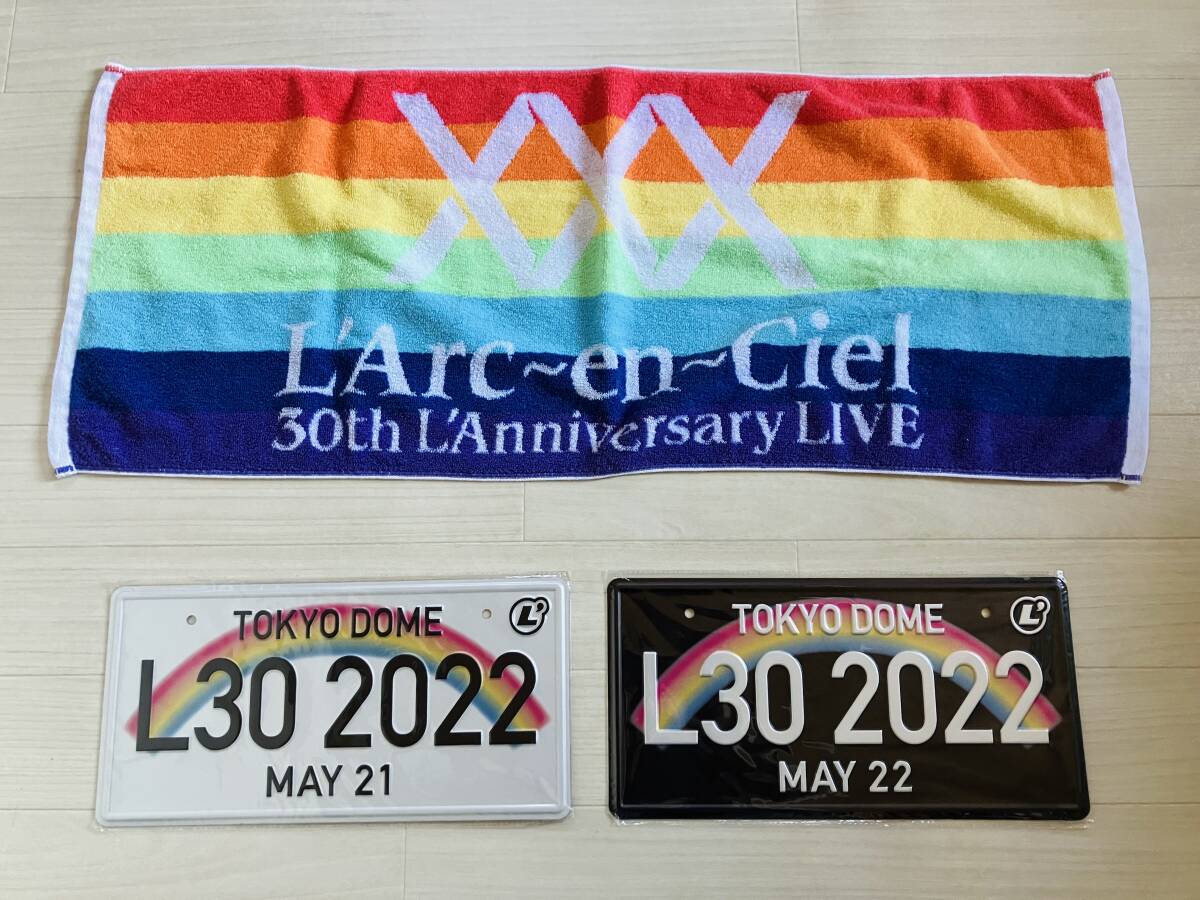 XXX
L'Arc~en~Ciel
30th L'Anniversary LIVE
TOKYO DOME L'
L30 2022
MAY 21
TOKYO DOME L'
L30 2022
MAY 22